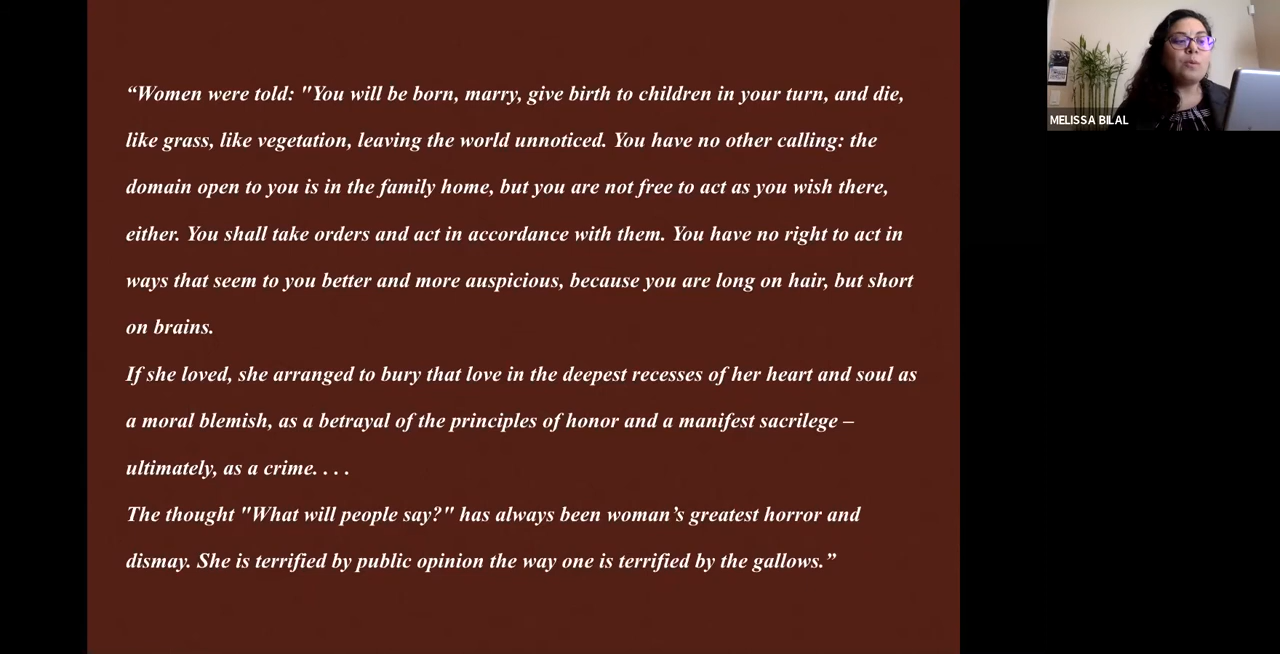 “Women were told: "You will be born, marry, give birth to children in your turn, and die,
like grass, like vegetation, leaving the world unnoticed. You have no other calling: the
domain open to you is in the family home, but you are not free to act as you wish there,
either. You shall take orders and act in accordance with them. You have no right to act in
ways that seem to you better and more auspicious, because you are long on hair, but short
on brains.
If she loved, she arranged to bury that love in the deepest recesses of her heart and soul as
a moral blemish, as a betrayal of the principles of honor and a manifest sacrilege –
ultimately, as a crime. . . .
The thought "What will people say?" has always been woman’s greatest horror and
dismay. She is terrified by public opinion the way one is terrified by the gallows.”
MELISSA BILAL